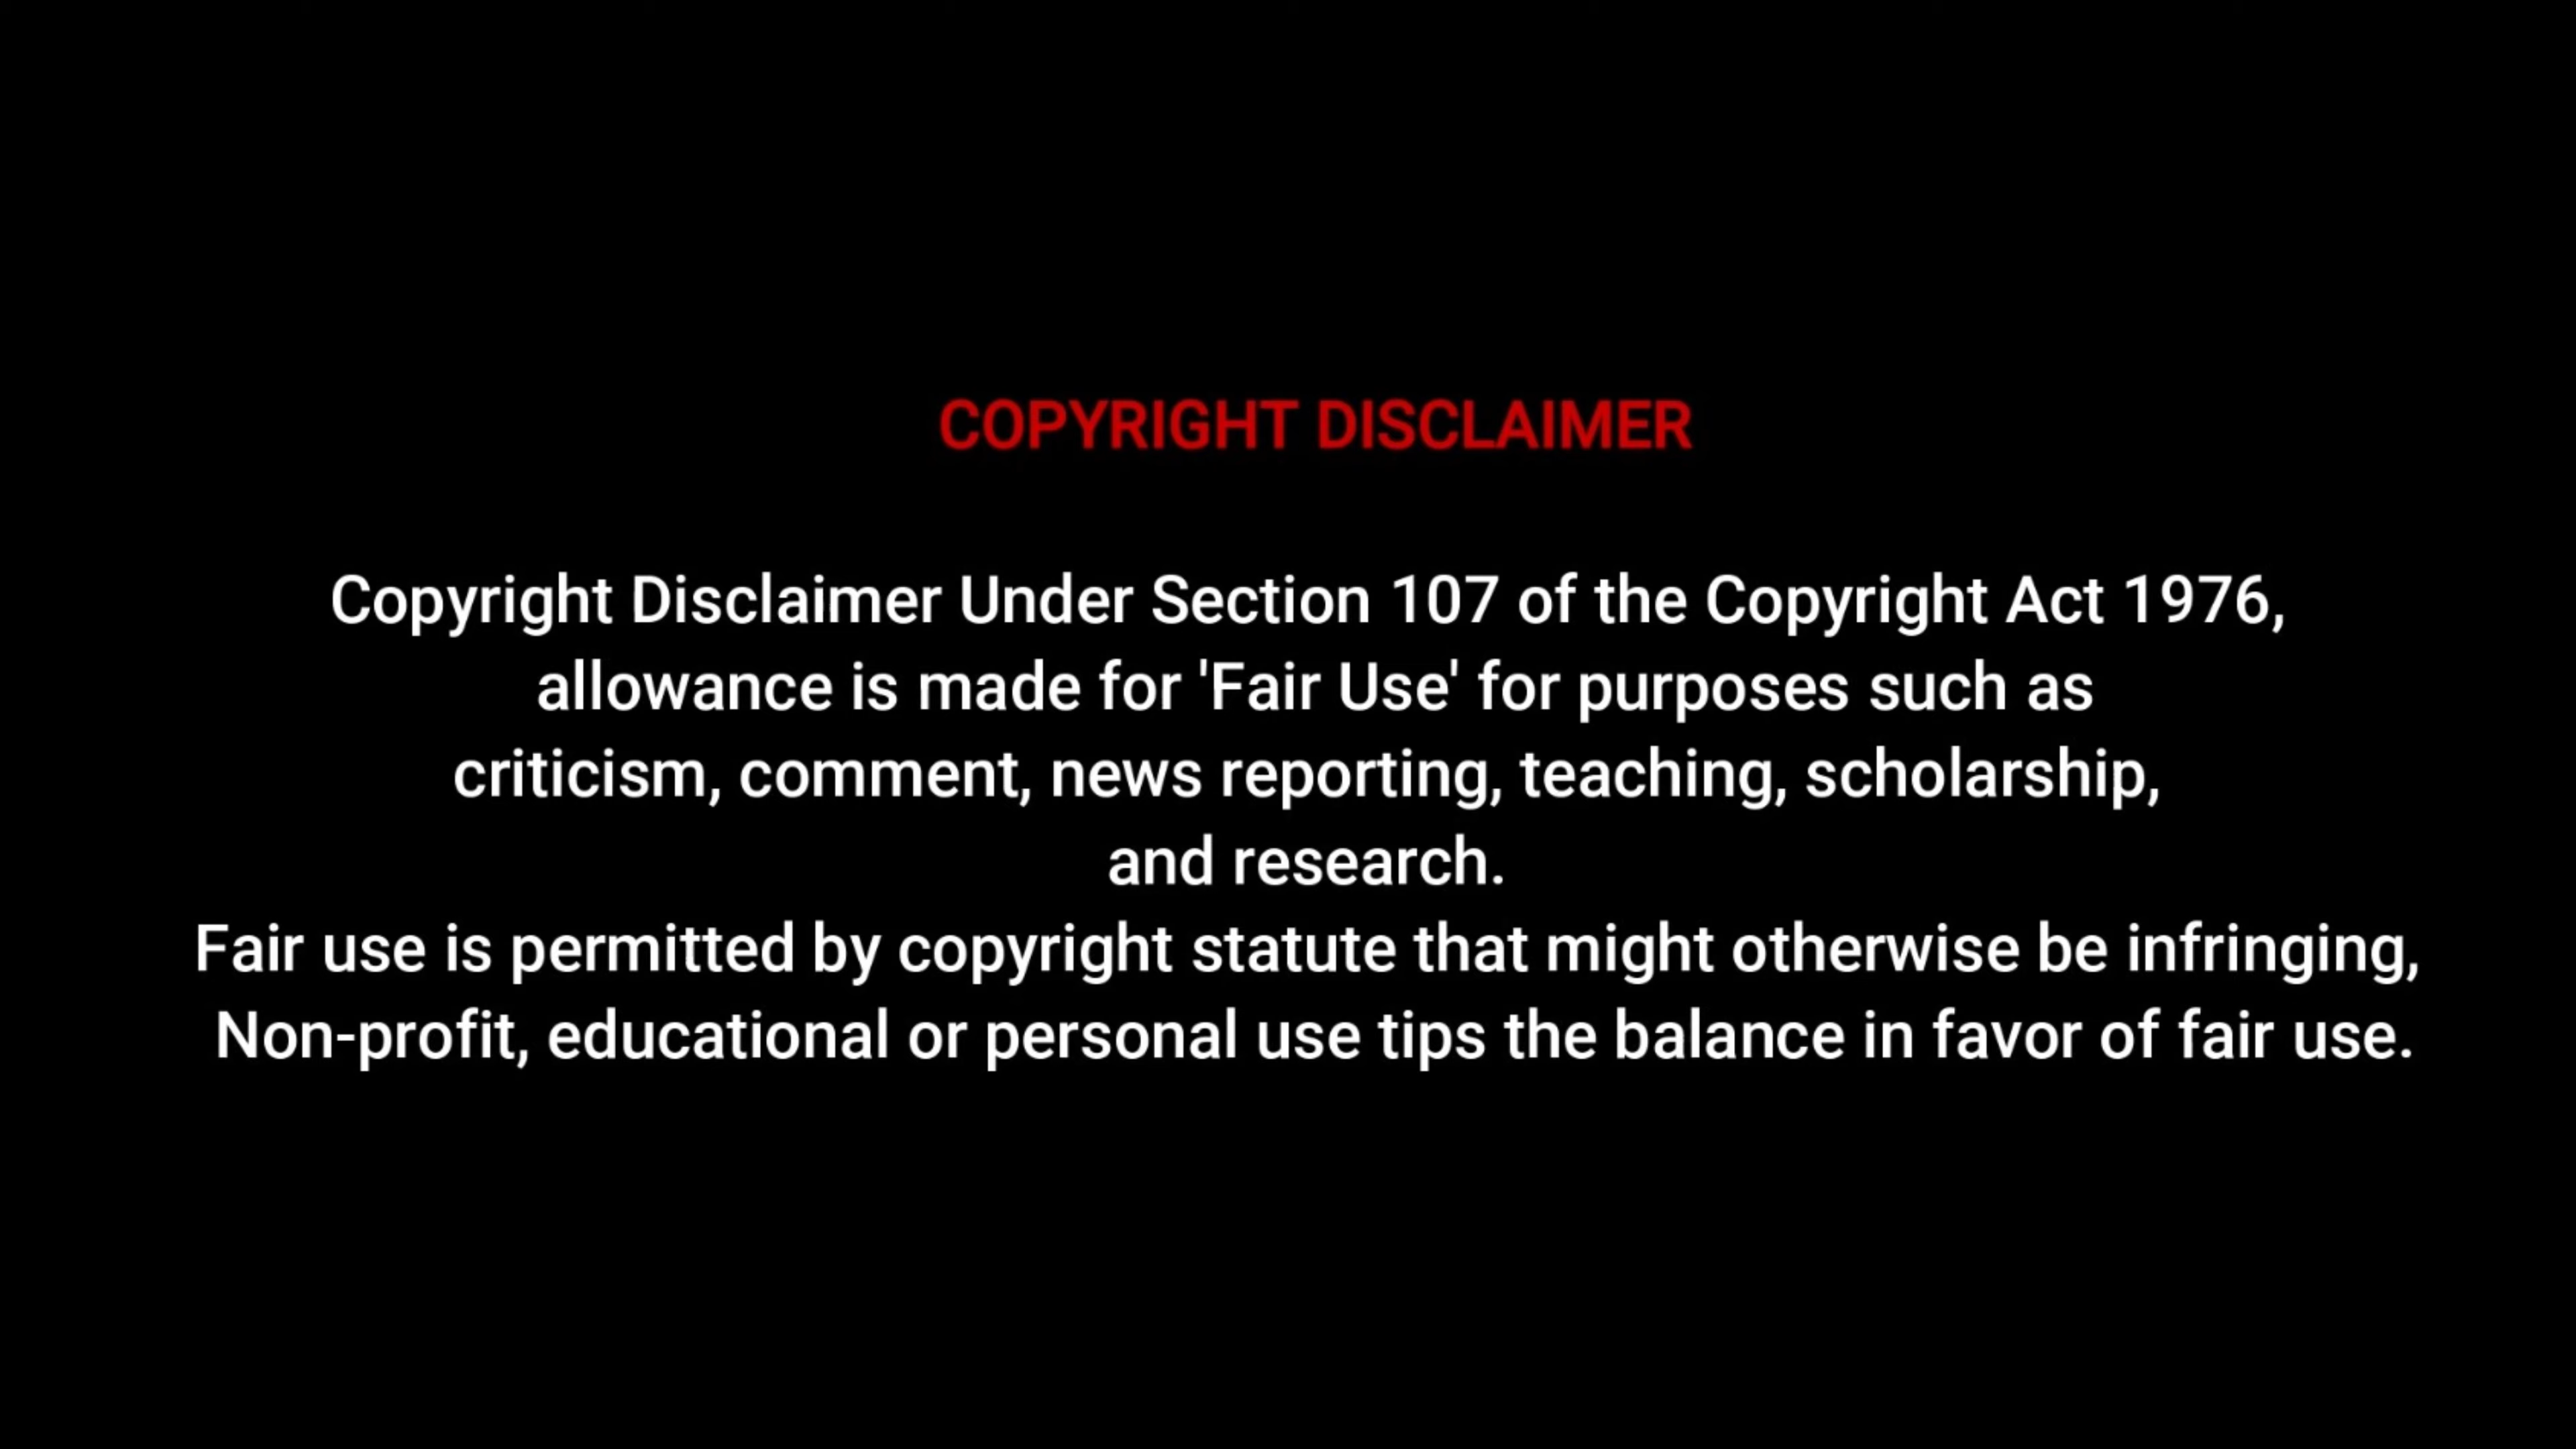 COPYRIGHT DISCLAIMER
Copyright Disclaimer Under Section 107 of the Copyright Act 1976,
allowance is made for 'Fair Use' for purposes such as
criticism, comment, news reporting, teaching, scholarship,
and research.
Fair use is permitted by copyright statute that might otherwise be infringing,
Non-profit, educational or personal use tips the balance in favor of fair use.